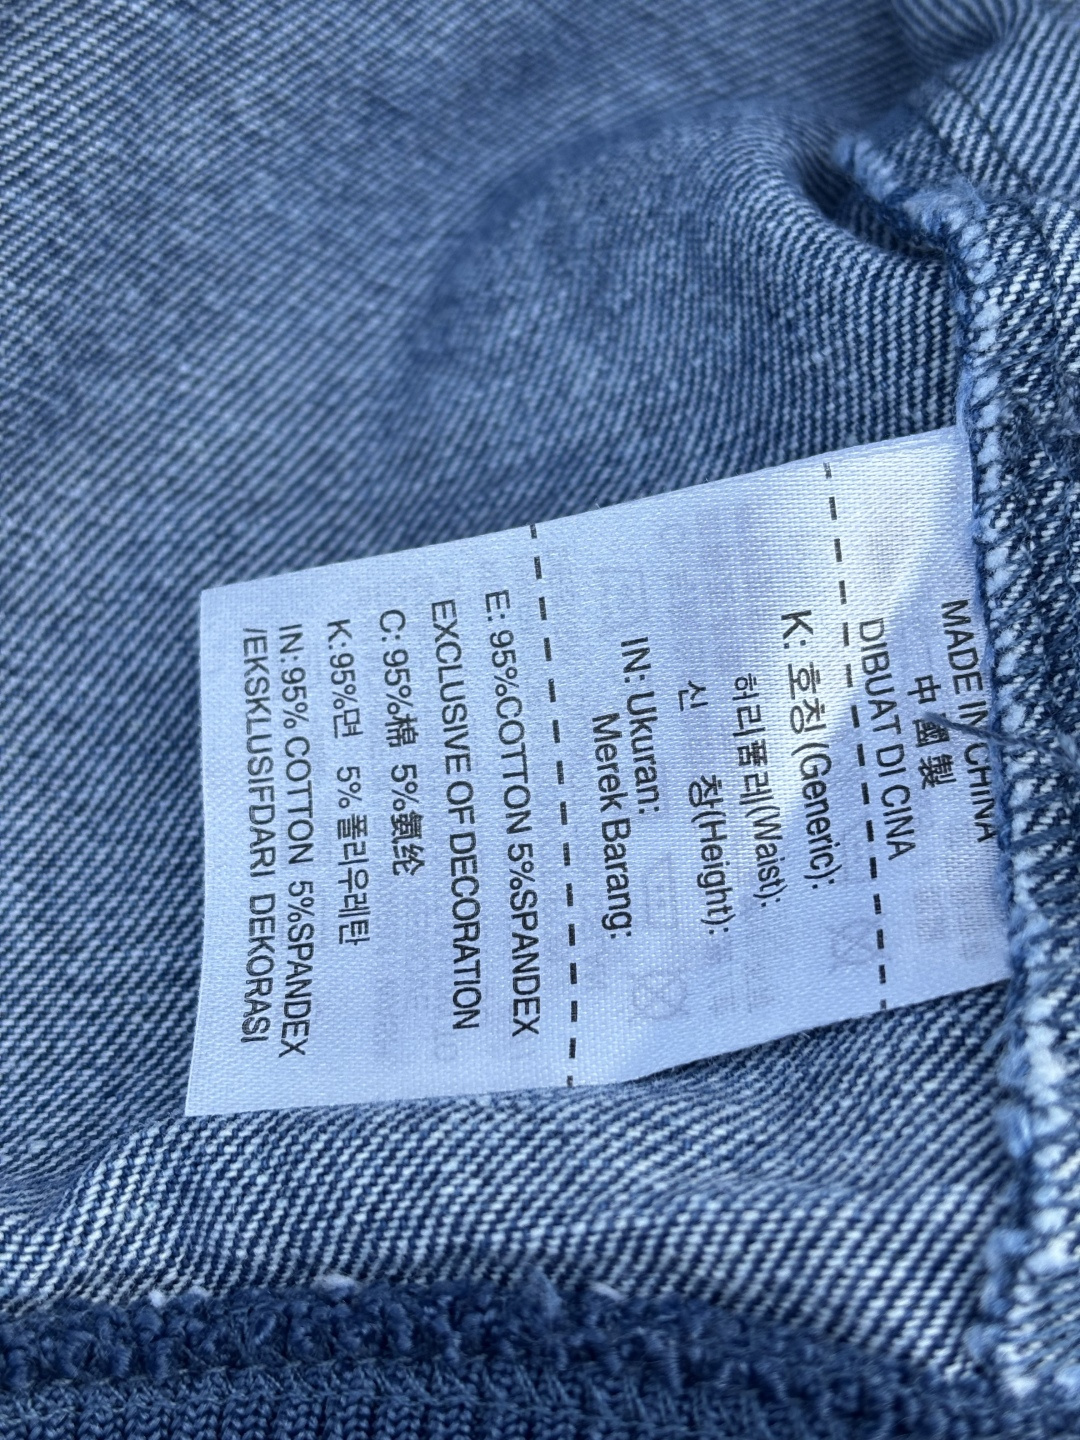 MADE IN CHINA
中國製
DIBUAT DI CINA
K: 호칭(Generic):
허리둘레(Waist):
신 장(Height):
IN: Ukuran:
Merek Barang:
E: 95%COTTON 5%SPANDEX
EXCLUSIVE OF DECORATION
C: 95%棉 5%氨纶
K:95%면 5%폴리우레탄
IN:95% COTTON 5%SPANDEX
/EKSKLUSIFDARI DEKORASI